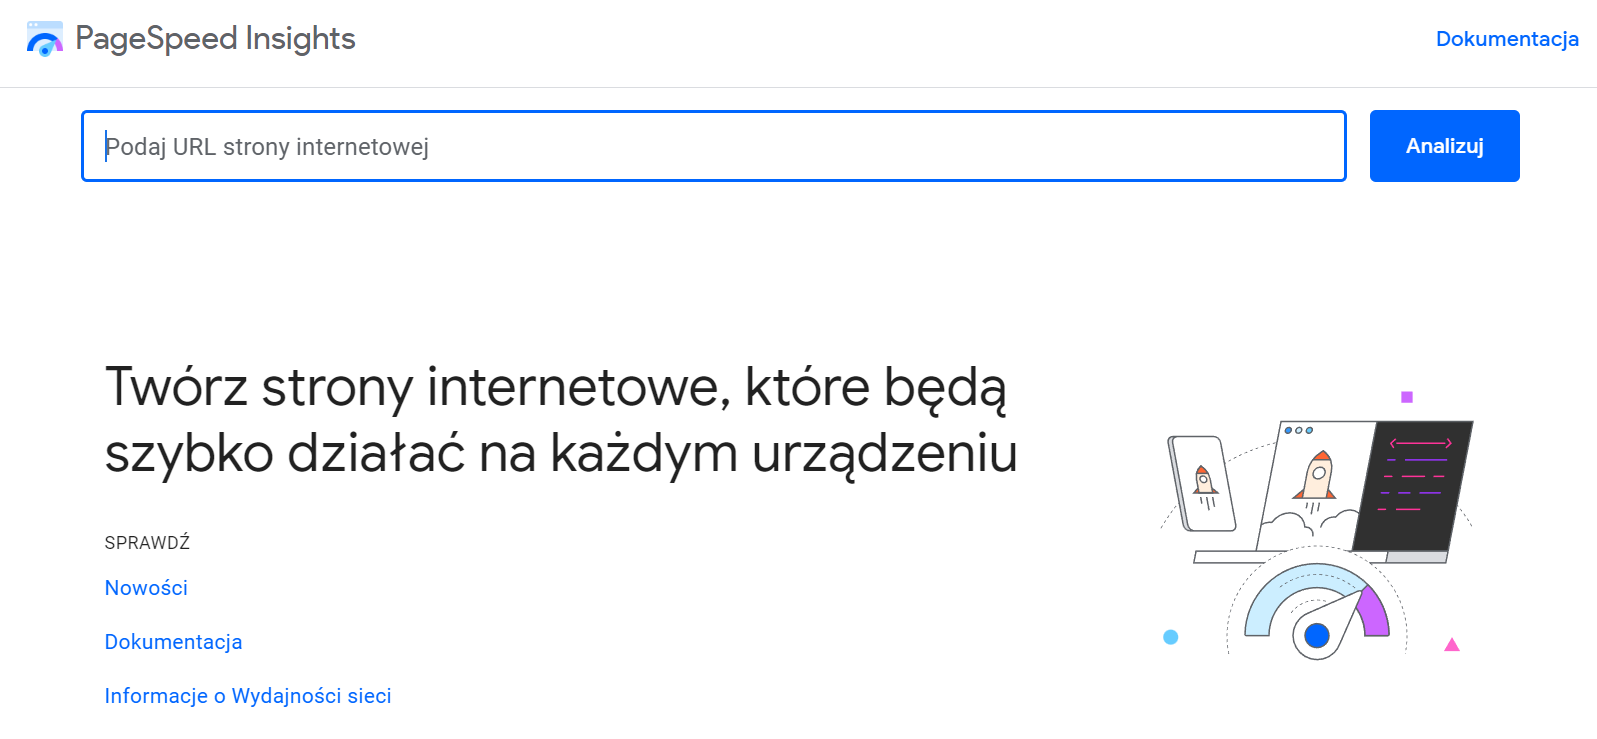 PageSpeed Insights
Dokumentacja
Podaj URL strony internetowej
Analizuj
Twórz strony internetowe, które będą
szybko działać na każdym urządzeniu
SPRAWDŹ
Nowości
Dokumentacja
Informacje o Wydajności sieci